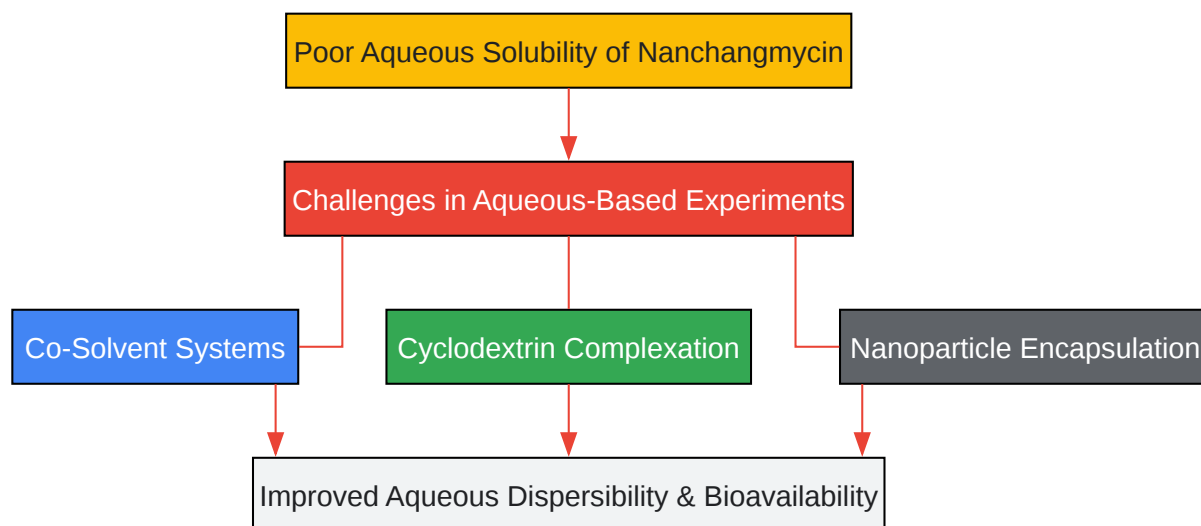 Poor Aqueous Solubility of Nanchangmycin
Challenges in Aqueous-Based Experiments
Co-Solvent Systems
Cyclodextrin Complexation
Nanoparticle Encapsulation
Improved Aqueous Dispersibility & Bioavailability